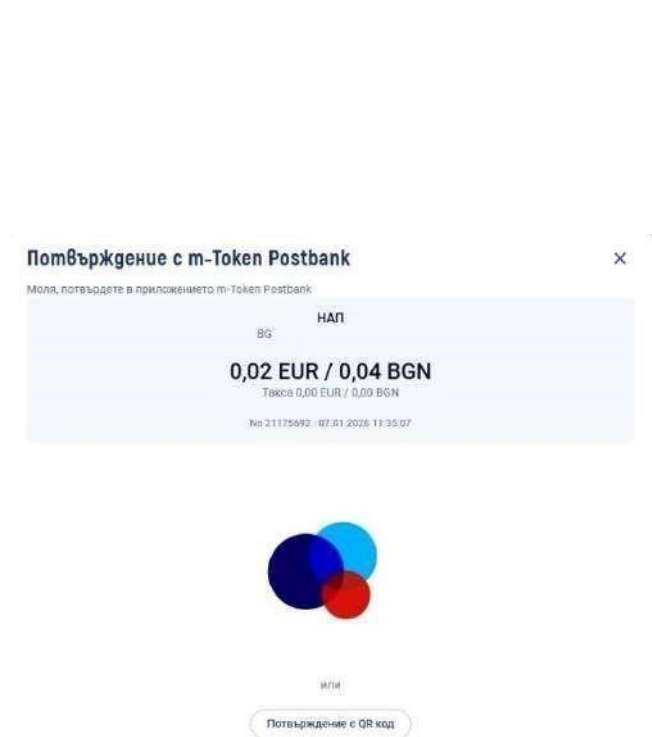 Потвърждение с m-Token Postbank
Моля, потвърдете в приложението m-Token Postbank
НАП
BG
0,02 EUR / 0,04 BGN
Такса 0,00 EUR / 0,00 BGN
No 21175692 - 07.01.2026 11:35:07
или
Потвърждение с QR код